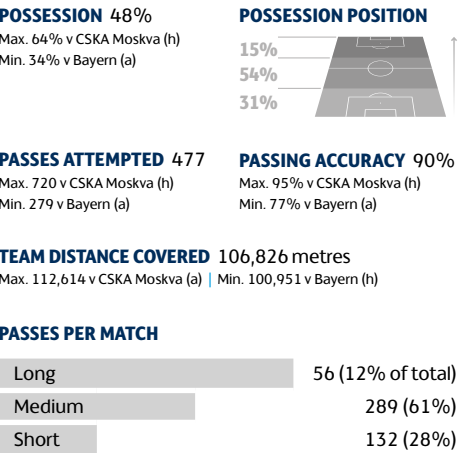 POSSESSION 48%
Max. 64% v CSKA Moskva (h)
Min. 34% v Bayern (a)
POSSESSION POSITION
15%
54%
31%
PASSES ATTEMPTED 477
Max. 720 v CSKA Moskva (h)
Min. 279 v Bayern (a)
PASSING ACCURACY 90%
Max. 95% v CSKA Moskva (h)
Min. 77% v Bayern (a)
TEAM DISTANCE COVERED 106,826 metres
Max. 112,614 v CSKA Moskva (a) | Min. 100,951 v Bayern (h)
PASSES PER MATCH
Long 56 (12% of total)
Medium 289 (61%)
Short 132 (28%)